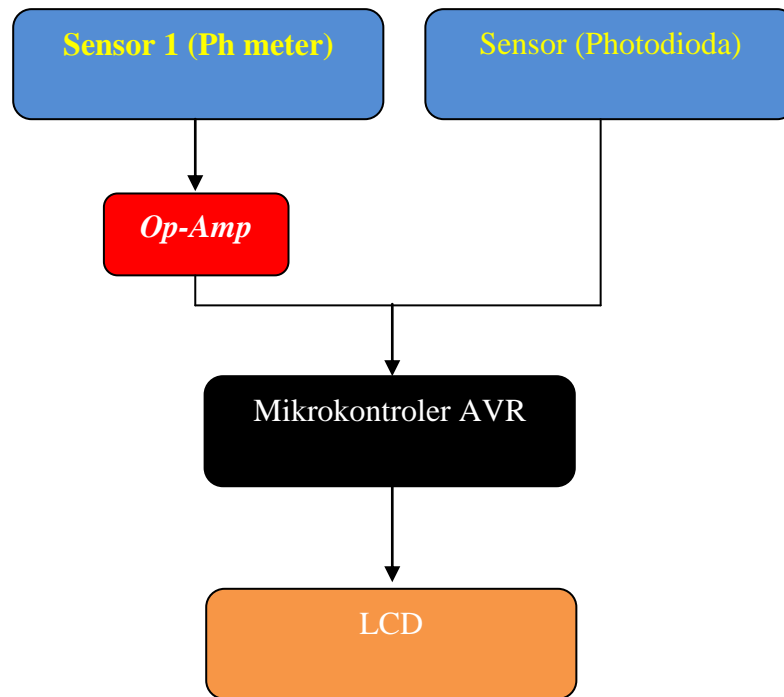 Sensor 1 (Ph meter)
Sensor (Photodioda)
Op-Amp
Mikrokontroler AVR
LCD